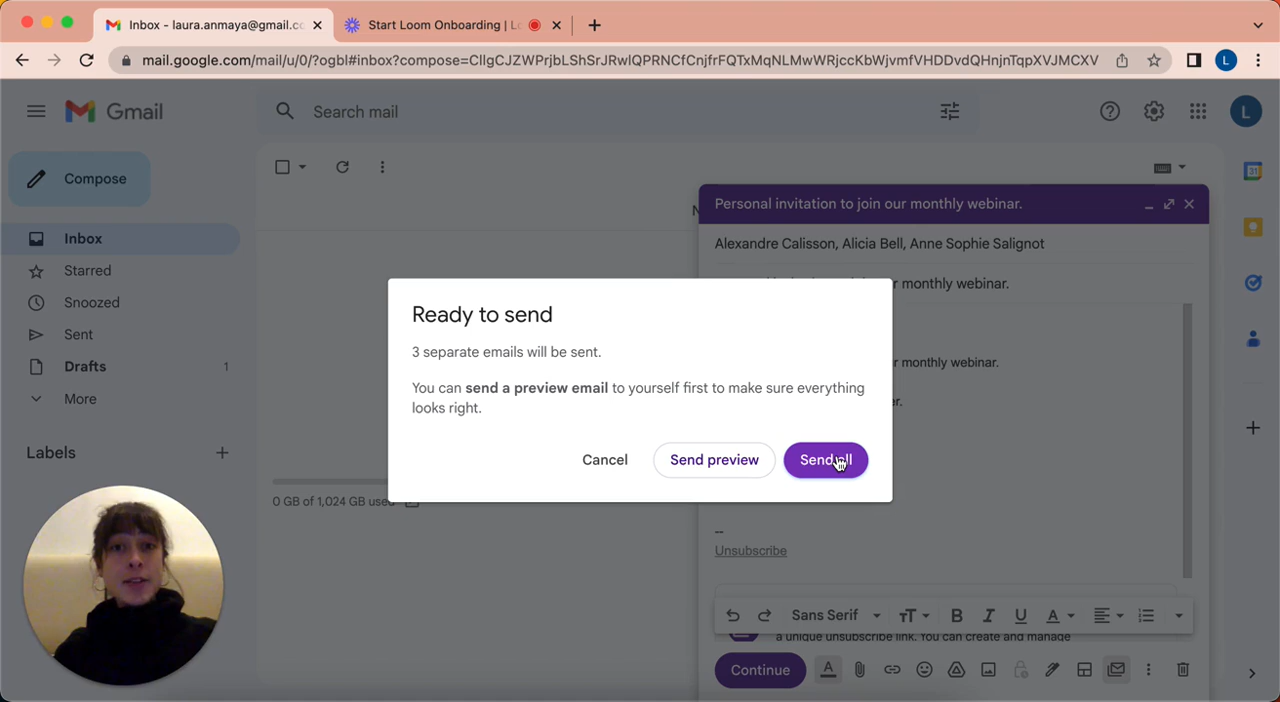 Inbox - laura.anmaya@gmail.co
Start Loom Onboarding | L
mail.google.com/mail/u/0/?ogbl#inbox?compose=CllgCJZWPrjbLShSrJRwlQPRNCfCnjfrFQTxMqNLMwWRjccKbWjvmfVHDDvdQHnjnTqpXVJMCXV
L
Gmail
Search mail
L
Compose
Inbox
Starred
Snoozed
Sent
Drafts 1
More
Labels
0 GB of 1,024 GB used
Personal invitation to join our monthly webinar.
Alexandre Calisson, Alicia Bell, Anne Sophie Salignot
r monthly webinar.
r monthly webinar.
er.
Ready to send
3 separate emails will be sent.
You can send a preview email to yourself first to make sure everything
looks right.
Cancel
Send preview
Send all
--
Unsubscribe
Sans Serif
a unique unsubscribe link. You can create and manage
Continue